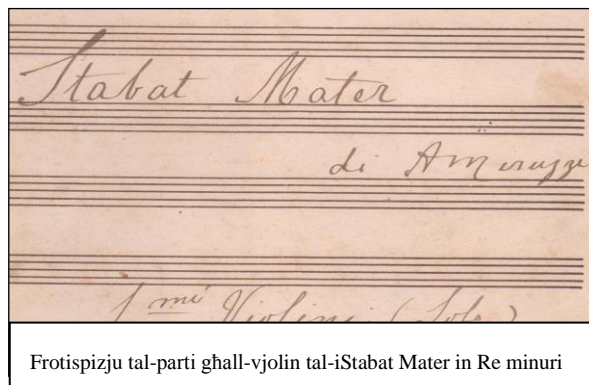 Stabat Mater
di
1mi Violini
Frotispizju tal-parti għall-vjolin tal-iStabat Mater in Re minuri